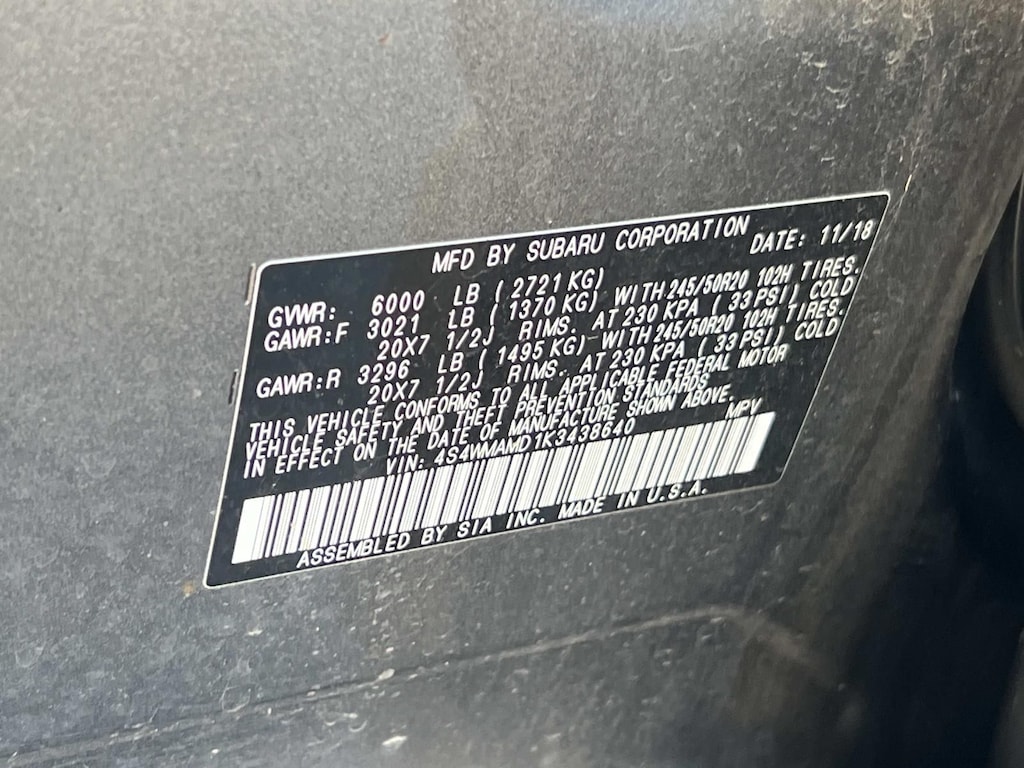 MFD BY SUBARU CORPORATION
DATE: 11/18
GVWR: 6000 LB ( 2721 KG)
GAWR:F 3021 LB ( 1370 KG) WITH 245/50R20 102H TIRES.
20X7 1/2J RIMS. AT 230 KPA ( 33 PSI) COLD
GAWR:R 3296 LB ( 1495 KG) WITH 245/50R20 102H TIRES.
20X7 1/2J RIMS. AT 230 KPA ( 33 PSI) COLD
THIS VEHICLE CONFORMS TO ALL APPLICABLE FEDERAL MOTOR
VEHICLE SAFETY AND THEFT PREVENTION STANDARDS
IN EFFECT ON THE DATE OF MANUFACTURE SHOWN ABOVE.
VIN: 4S4WMAMD1K3438640 MPV
ASSEMBLED BY SIA INC. MADE IN U.S.A.